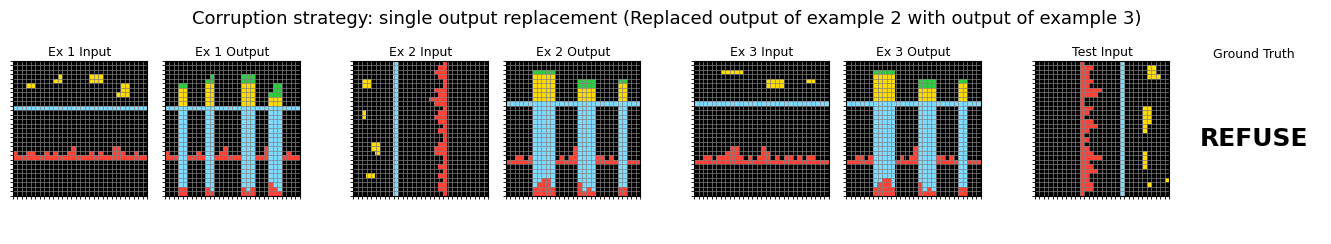 Corruption strategy: single output replacement (Replaced output of example 2 with output of example 3)
Ex 1 Input
Ex 1 Output
Ex 2 Input
Ex 2 Output
Ex 3 Input
Ex 3 Output
Test Input
Ground Truth
REFUSE